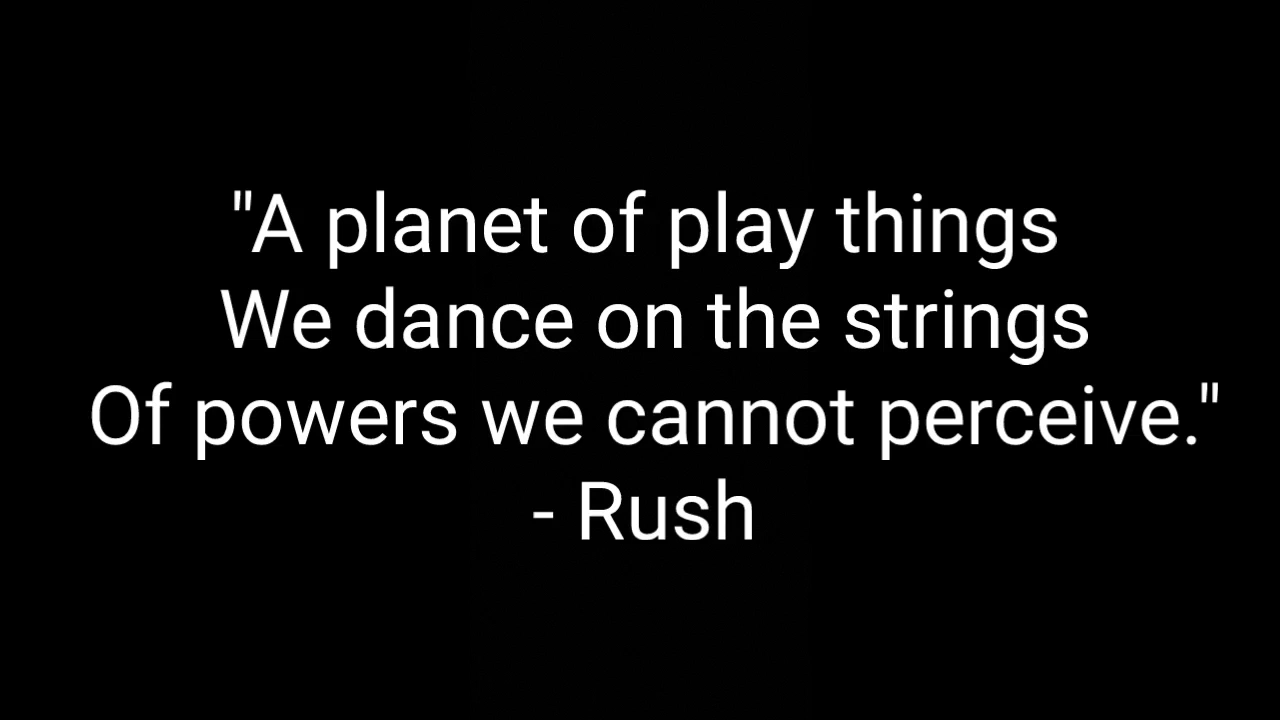 "A planet of play things
We dance on the strings
Of powers we cannot perceive."
- Rush